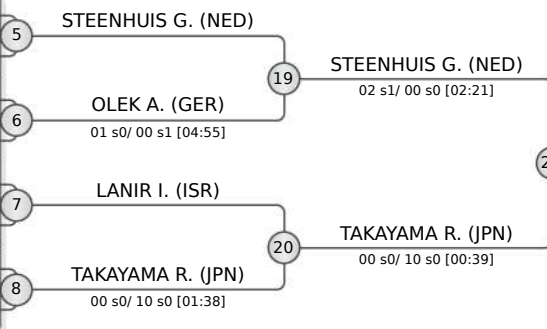 5
STEENHUIS G. (NED)
19
STEENHUIS G. (NED)
02 s1/ 00 s0 [02:21]
6
OLEK A. (GER)
01 s0/ 00 s1 [04:55]
7
LANIR I. (ISR)
20
TAKAYAMA R. (JPN)
00 s0/ 10 s0 [00:39]
8
TAKAYAMA R. (JPN)
00 s0/ 10 s0 [01:38]